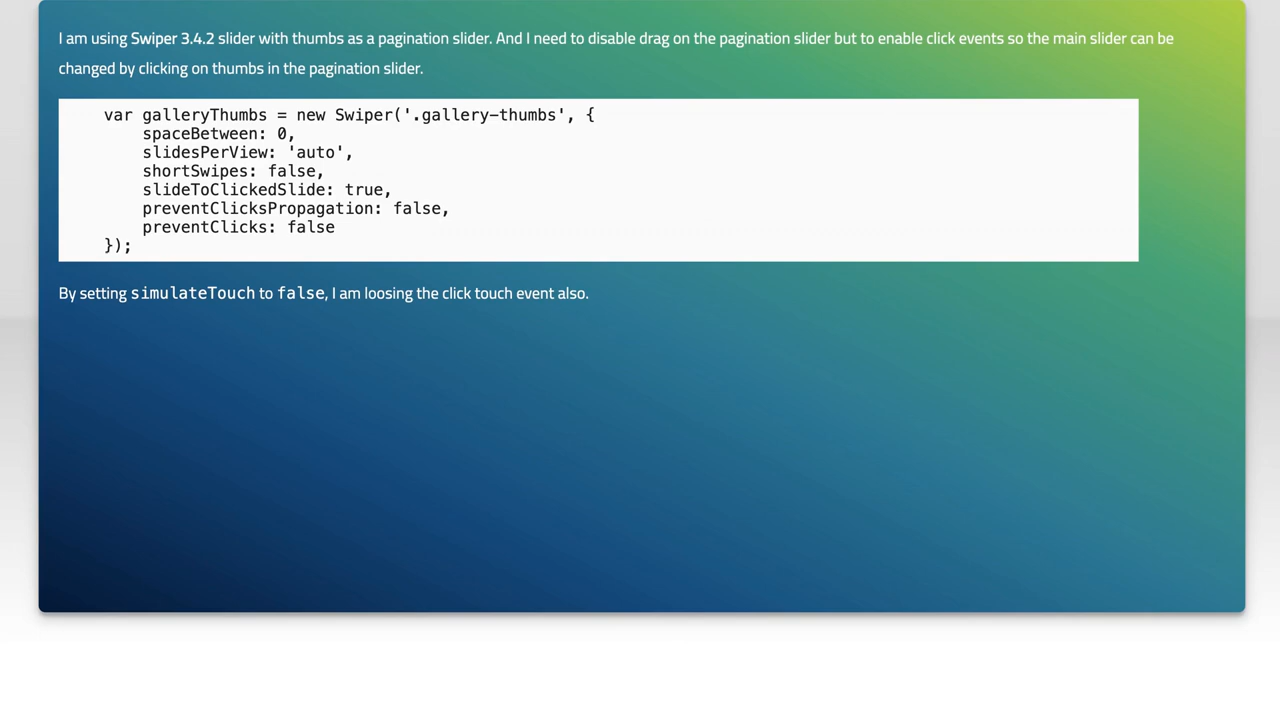 I am using Swiper 3.4.2 slider with thumbs as a pagination slider. And I need to disable drag on the pagination slider but to enable click events so the main slider can be
changed by clicking on thumbs in the pagination slider.
var galleryThumbs = new Swiper('.gallery-thumbs', {
    spaceBetween: 0,
    slidesPerView: 'auto',
    shortSwipes: false,
    slideToClickedSlide: true,
    preventClicksPropagation: false,
    preventClicks: false
});
By setting simulateTouch to false, I am loosing the click touch event also.